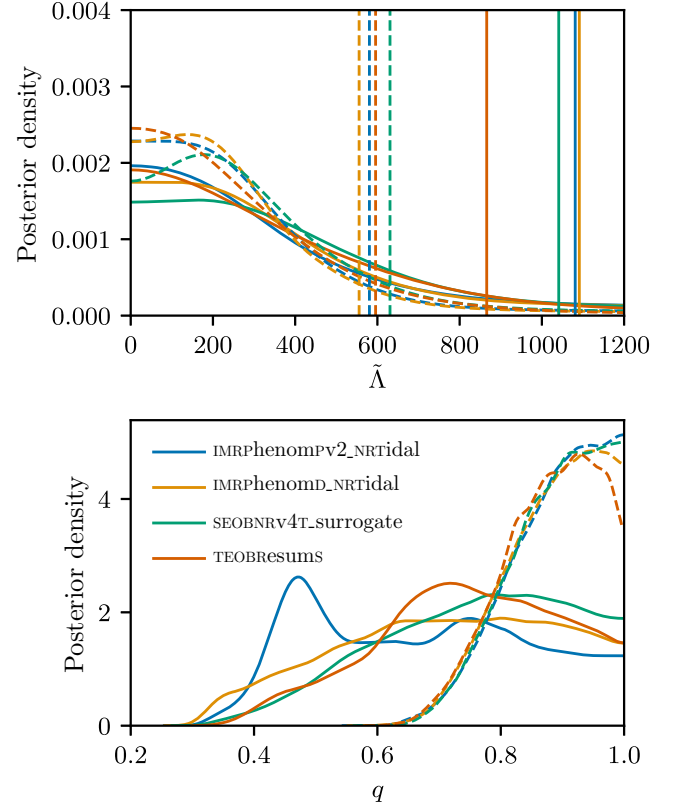 0.004
0.003
0.002
0.001
0.000
Posterior density
0 200 400 600 800 1000 1200
Λ̃
IMRPhenomPv2_NRTidal
IMRPhenomD_NRTidal
SEOBNRv4T_surrogate
TEOBResumS
4
2
0
Posterior density
0.2 0.4 0.6 0.8 1.0
q